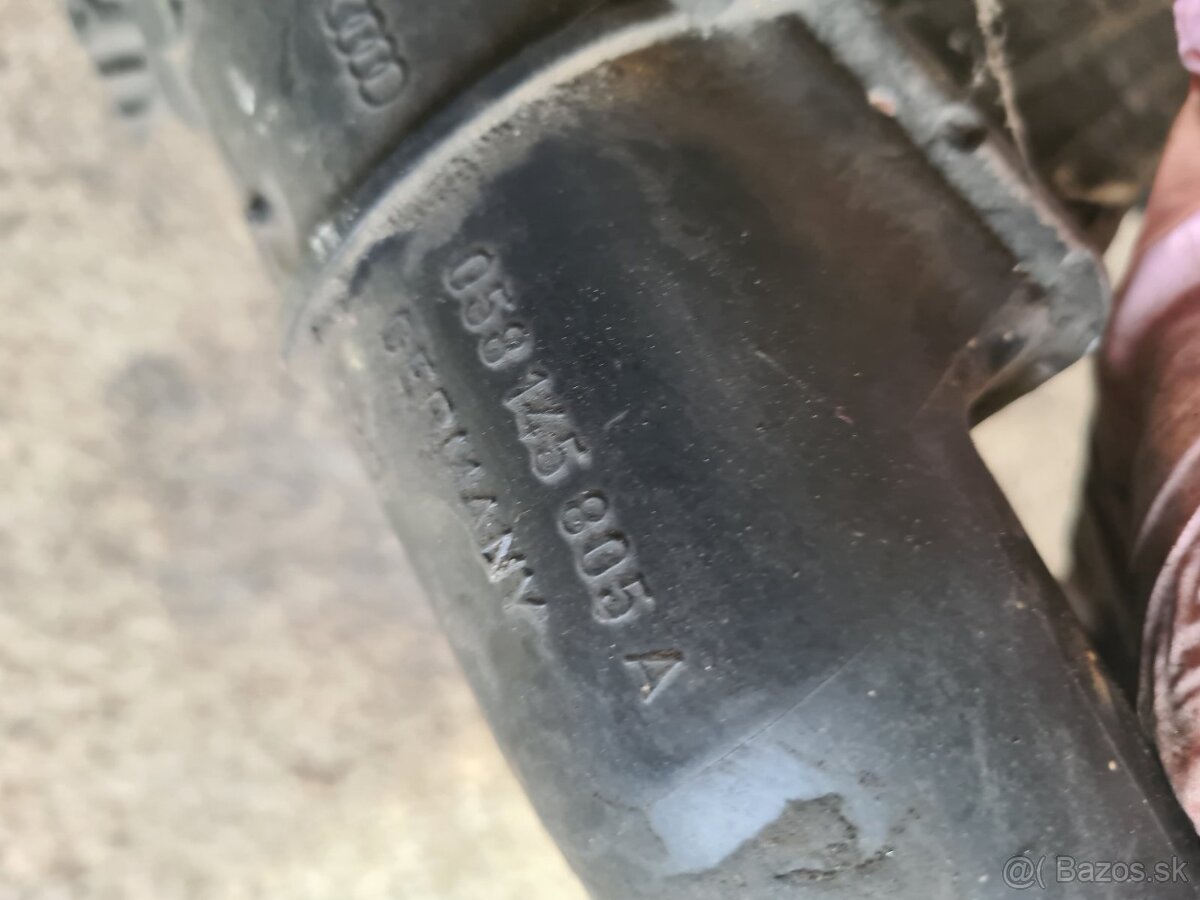 058 145 805 A
GERMANY
@( Bazos.sk